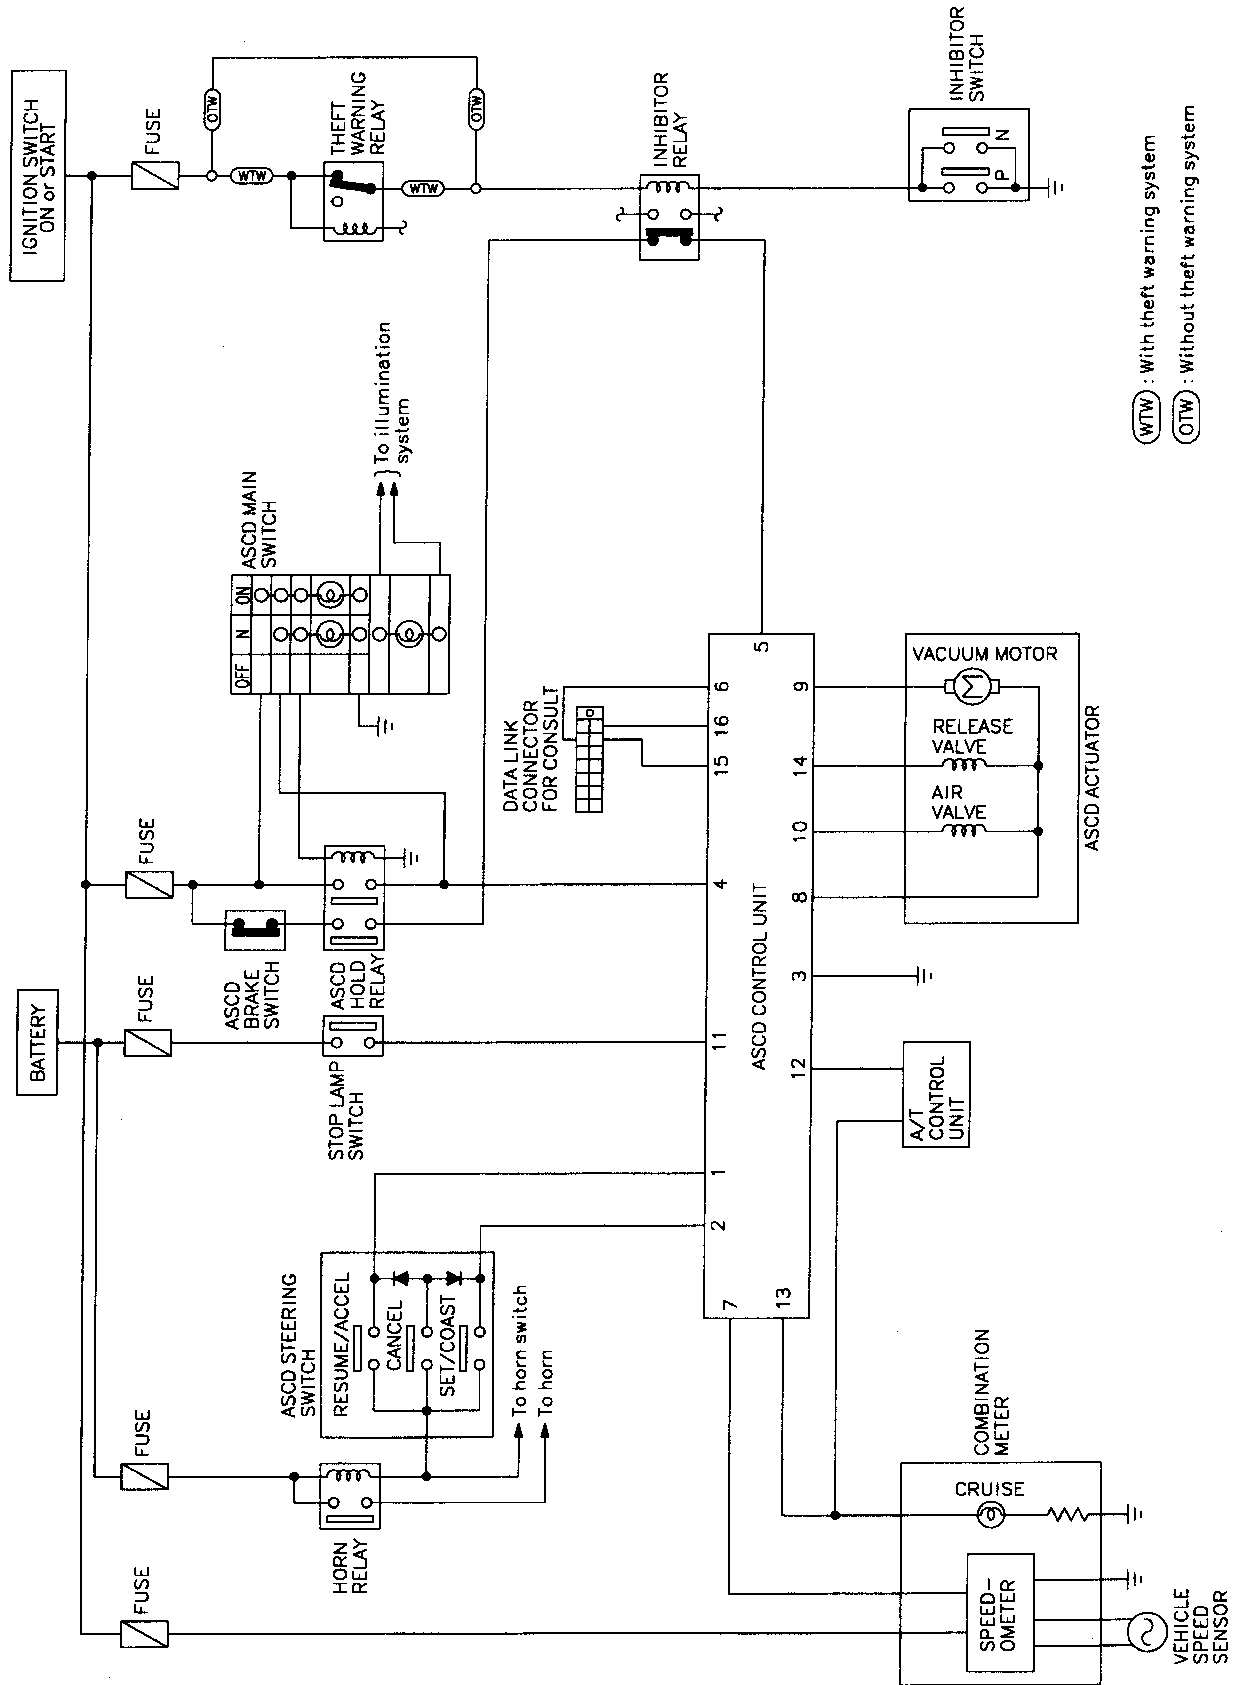 IGNITION SWITCH
ON or START
FUSE
OTW
WTW
THEFT
WARNING
RELAY
WTW
OTW
INHIBITOR
RELAY
INHIBITOR
SWITCH
N
P
WTW : With theft warning system
OTW : Without theft warning system
To illumination
system
ASCD MAIN
SWITCH
OFF
N
ON
FUSE
ASCD
BRAKE
SWITCH
ASCD
HOLD
RELAY
DATA LINK
CONNECTOR
FOR CONSULT
BATTERY
FUSE
STOP LAMP
SWITCH
ASCD CONTROL UNIT
5
6
16
15
4
11
1
2
7
13
12
3
8
10
14
9
VACUUM MOTOR
M
RELEASE
VALVE
AIR
VALVE
ASCD ACTUATOR
A/T
CONTROL
UNIT
ASCD STEERING
SWITCH
RESUME/ACCEL
CANCEL
SET/COAST
To horn switch
To horn
FUSE
HORN
RELAY
FUSE
COMBINATION
METER
CRUISE
SPEED-
OMETER
VEHICLE
SPEED
SENSOR